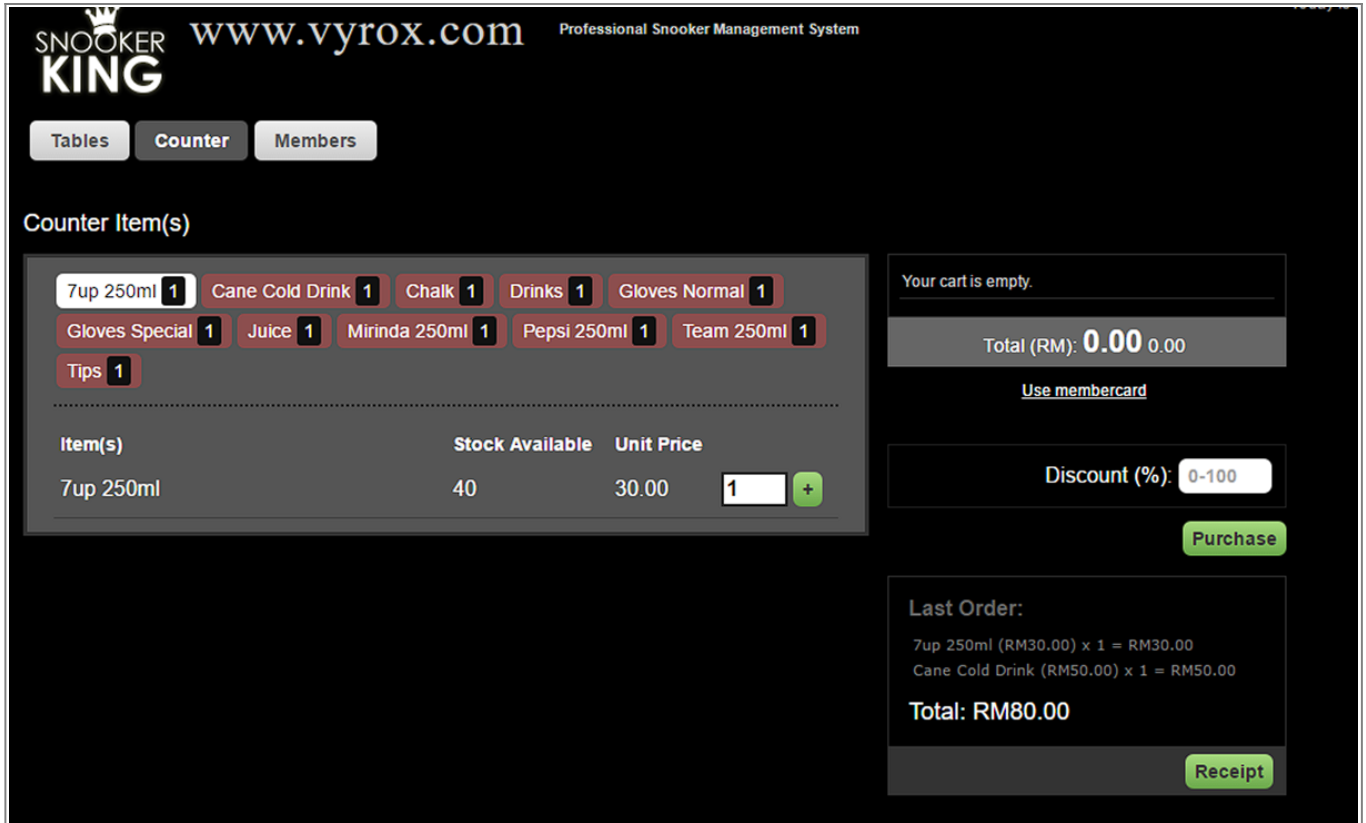 SNOOKER
KING
www.vyrox.com
Professional Snooker Management System
Tables Counter Members
Counter Item(s)
7up 250ml 1 Cane Cold Drink 1 Chalk 1 Drinks 1 Gloves Normal 1
Gloves Special 1 Juice 1 Mirinda 250ml 1 Pepsi 250ml 1 Team 250ml 1
Tips 1
Item(s) Stock Available Unit Price
7up 250ml 40 30.00 1 +
Your cart is empty.
Total (RM): 0.00 0.00
Use membercard
Discount (%): 0-100
Purchase
Last Order:
7up 250ml (RM30.00) x 1 = RM30.00
Cane Cold Drink (RM50.00) x 1 = RM50.00
Total: RM80.00
Receipt